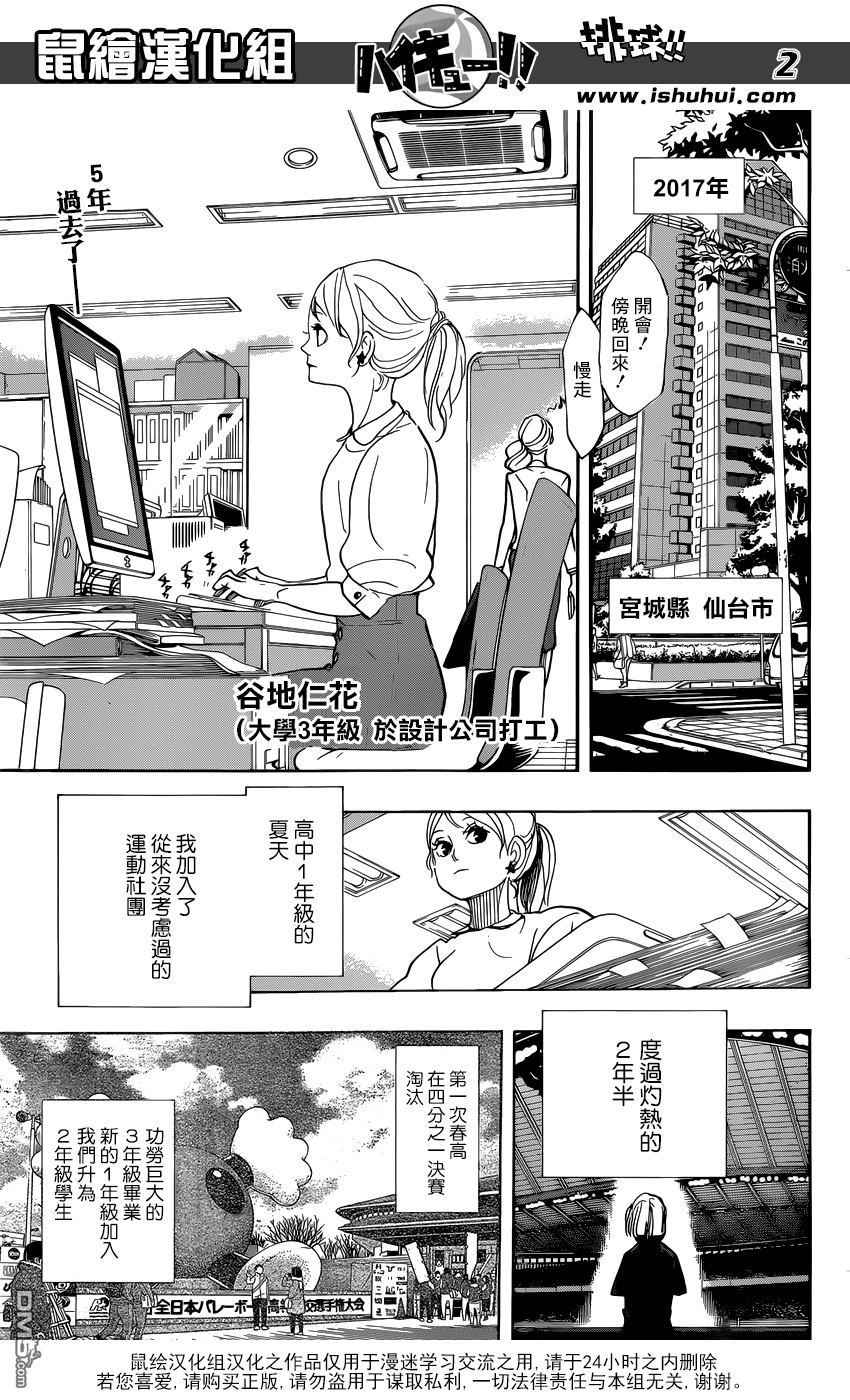 鼠繪漢化組
ハイキュー!!
排球!!
2
www.ishuhui.com
2017年
開會！
傍晚回來！
慢走
宮城縣 仙台市
5年
過去了
谷地仁花
（大學3年級 於設計公司打工）
高中1年級的
夏天
我加入了
從來沒考慮過的
運動社團
度過灼熱的
2年半
第一次春高
在四分之一決賽
淘汰
功勞巨大的
3年級畢業
新的1年級加入
我們升為
2年級學生
全日本バレーボー
高等
校選手権大会
鼠绘汉化组汉化之作品仅用于漫迷学习交流之用, 请于24小时之内删除
若您喜爱, 请购买正版, 请勿盗用于谋取私利, 一切法律责任与本组无关, 谢谢。